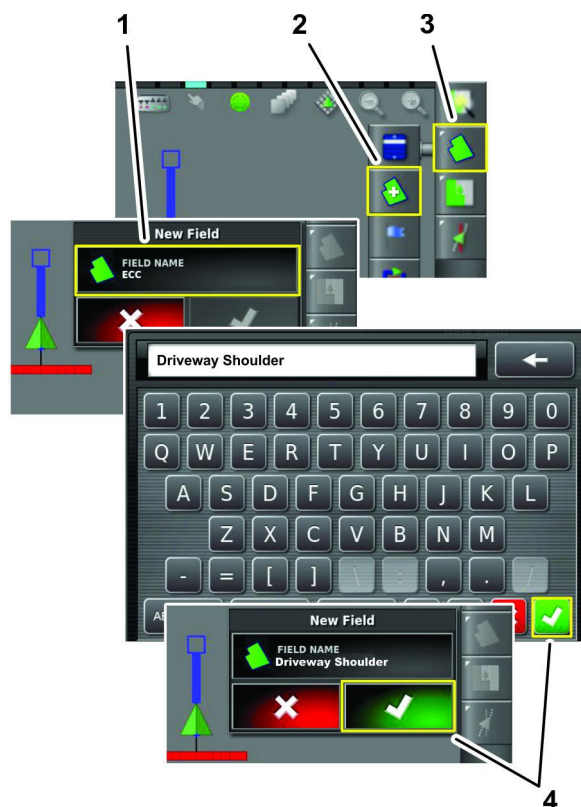 1
2
3
New Field
FIELD NAME
ECC
Driveway Shoulder
1 2 3 4 5 6 7 8 9 0
Q W E R T Y U I O P
A S D F G H J K L
Z X C V B N M
- = [ ] \ : , . /
New Field
FIELD NAME
Driveway Shoulder
4